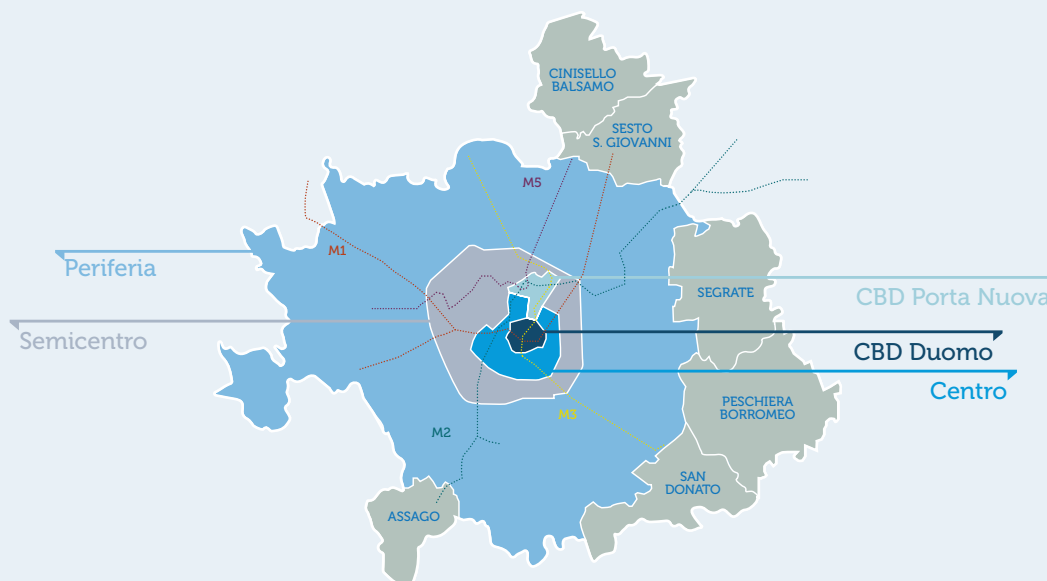 CINISELLO
BALSAMO
SESTO
S. GIOVANNI
M5
M1
Periferia
SEGRATE
CBD Porta Nuova
Semicentro
CBD Duomo
Centro
PESCHIERA
BORROMEO
M3
M2
SAN
DONATO
ASSAGO